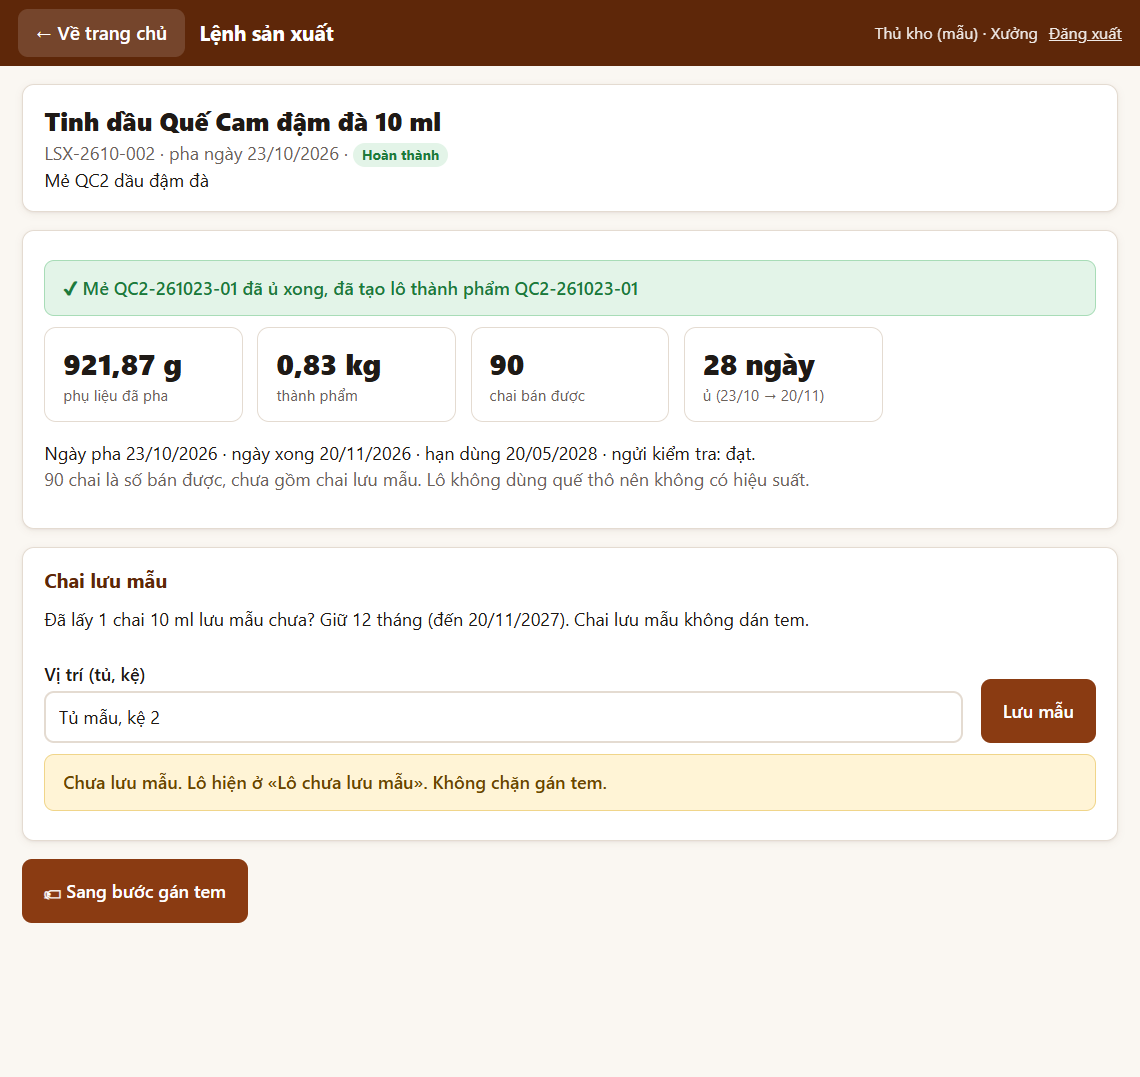 ← Về trang chủ
Lệnh sản xuất
Thủ kho (mẫu) · Xưởng Đăng xuất
Tinh dầu Quế Cam đậm đà 10 ml
LSX-2610-002 · pha ngày 23/10/2026 · Hoàn thành
Mẻ QC2 dầu đậm đà
✔ Mẻ QC2-261023-01 đã ủ xong, đã tạo lô thành phẩm QC2-261023-01
921,87 g
phụ liệu đã pha
0,83 kg
thành phẩm
90
chai bán được
28 ngày
ủ (23/10 → 20/11)
Ngày pha 23/10/2026 · ngày xong 20/11/2026 · hạn dùng 20/05/2028 · ngửi kiểm tra: đạt.
90 chai là số bán được, chưa gồm chai lưu mẫu. Lô không dùng quế thô nên không có hiệu suất.
Chai lưu mẫu
Đã lấy 1 chai 10 ml lưu mẫu chưa? Giữ 12 tháng (đến 20/11/2027). Chai lưu mẫu không dán tem.
Vị trí (tủ, kệ)
Tủ mẫu, kệ 2
Lưu mẫu
Chưa lưu mẫu. Lô hiện ở «Lô chưa lưu mẫu». Không chặn gán tem.
Sang bước gán tem